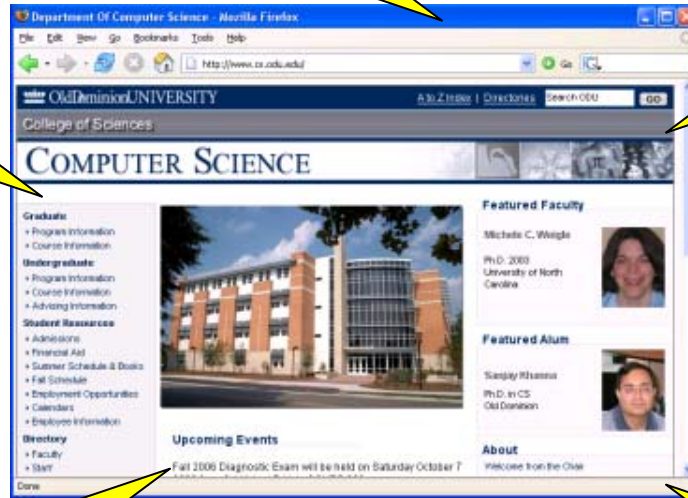 Department Of Computer Science - Mozilla Firefox
File Edit View Go Bookmarks Tools Help
http://www.cs.odu.edu/ Go
OldDominionUNIVERSITY A to Z Index | Directories Search ODU GO
College of Sciences
COMPUTER SCIENCE
Graduate
• Program Information
• Course Information
Undergraduate
• Program Information
• Course Information
• Advising Information
Student Resources
• Admissions
• Financial Aid
• Summer Schedule & Books
• Fall Schedule
• Employment Opportunities
• Calendars
• Employee Information
Directory
• Faculty
• Staff
Upcoming Events
Fall 2006 Diagnostic Exam will be held on Saturday October 7
Featured Faculty
Michele C. Weigle
Ph.D. 2003
University of North
Carolina
Featured Alum
Sanjay Khanna
Ph.D. in CS
Old Dominion
About
Welcome from the Chair
Done